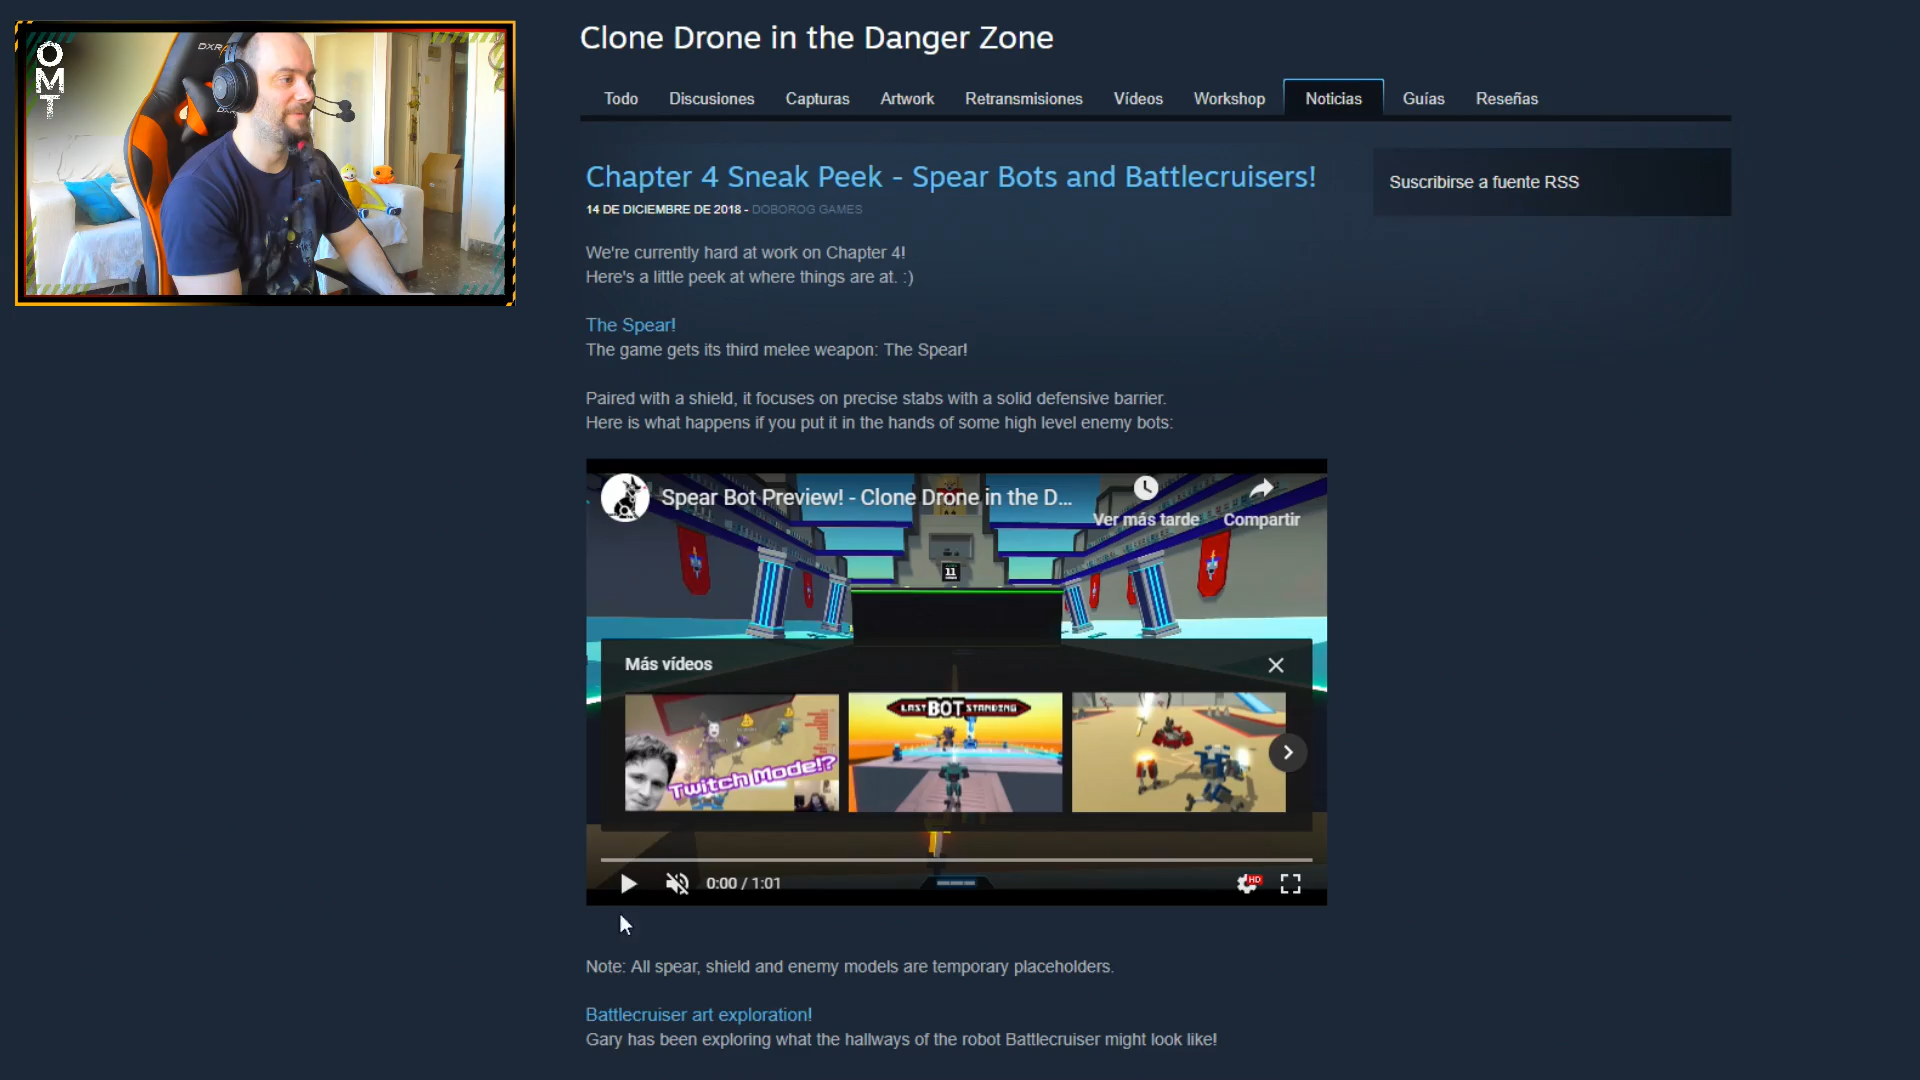 OMT
DXR
Clone Drone in the Danger Zone
Todo Discusiones Capturas Artwork Retransmisiones Vídeos Workshop Noticias Guías Reseñas
Chapter 4 Sneak Peek - Spear Bots and Battlecruisers!
14 DE DICIEMBRE DE 2018 - DOBOROG GAMES
Suscribirse a fuente RSS
We're currently hard at work on Chapter 4!
Here's a little peek at where things are at. :)
The Spear!
The game gets its third melee weapon: The Spear!
Paired with a shield, it focuses on precise stabs with a solid defensive barrier.
Here is what happens if you put it in the hands of some high level enemy bots:
Spear Bot Preview! - Clone Drone in the D...
Ver más tarde Compartir
11
Más vídeos
Twitch Mode!?
LAST BOT STANDING
0:00 / 1:01
HD
Note: All spear, shield and enemy models are temporary placeholders.
Battlecruiser art exploration!
Gary has been exploring what the hallways of the robot Battlecruiser might look like!